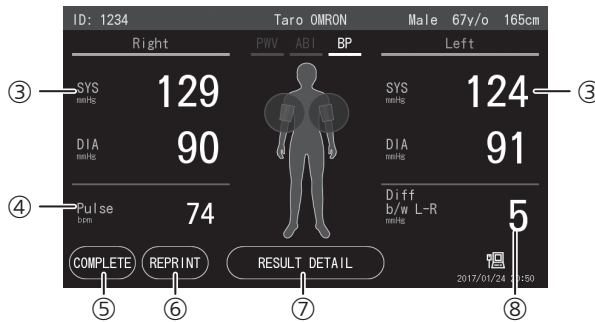 ID: 1234 Taro OMRON Male 67y/o 165cm
Right PWV ABI BP Left
③ SYS mmHg 129 SYS mmHg 124 ③
DIA mmHg 90 DIA mmHg 91
④ Pulse bpm 74 Diff b/w L-R mmHg 5
COMPLETE REPRINT RESULT DETAIL
2017/01/24 20:50
⑤ ⑥ ⑦ ⑧